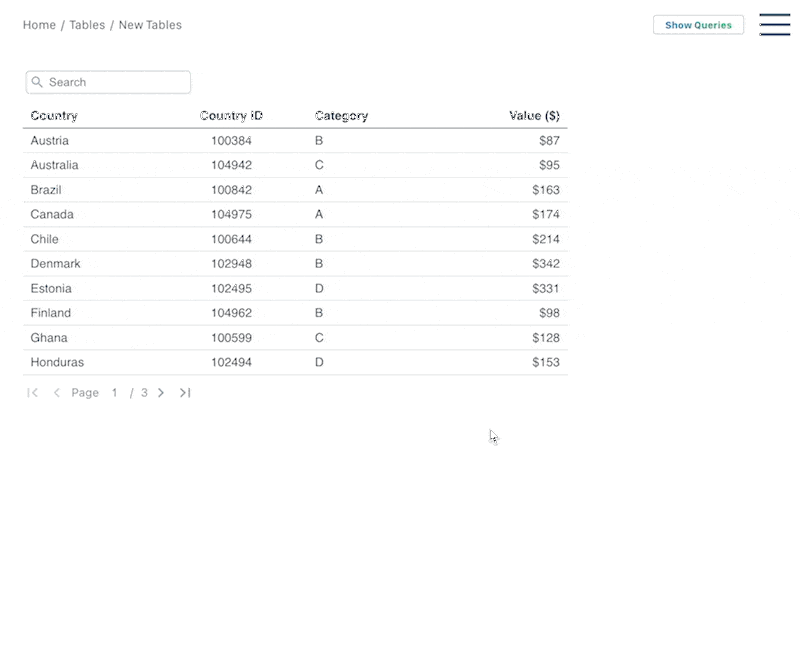 Home / Tables / New Tables
Show Queries
Search
Country Country ID Category Value ($)
Austria 100384 B $87
Australia 104942 C $95
Brazil 100842 A $163
Canada 104975 A $174
Chile 100644 B $214
Denmark 102948 B $342
Estonia 102495 D $331
Finland 104962 B $98
Ghana 100599 C $128
Honduras 102494 D $153
Page 1 / 3